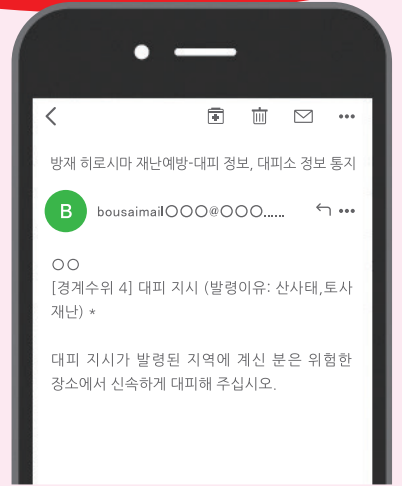 방재 히로시마 재난예방-대피 정보, 대피소 정보 통지
B
bousaimail〇〇〇@〇〇〇......
〇〇
[경계수위 4] 대피 지시 (발령이유: 산사태,토사
재난) *
대피 지시가 발령된 지역에 계신 분은 위험한
장소에서 신속하게 대피해 주십시오.